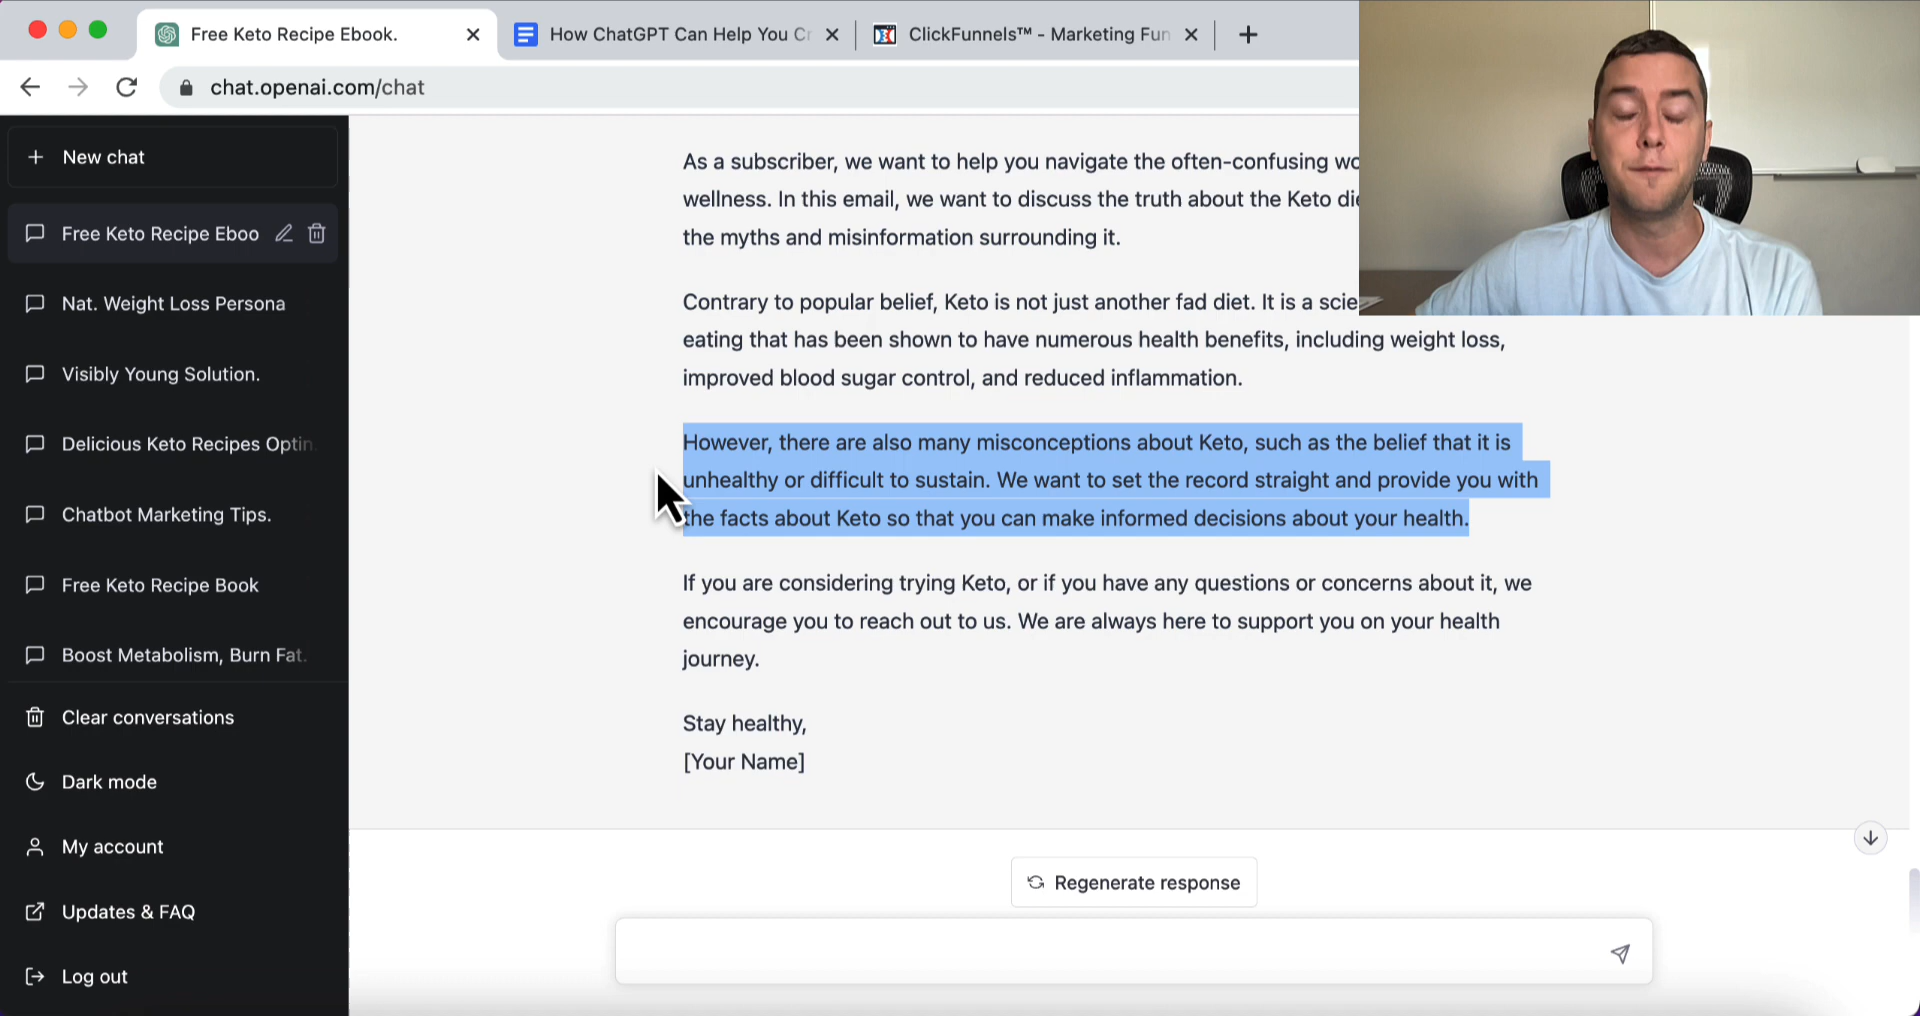 Free Keto Recipe Ebook.
How ChatGPT Can Help You Cr
ClickFunnels™ - Marketing Fun
chat.openai.com/chat
New chat
Free Keto Recipe Eboo
Nat. Weight Loss Persona
Visibly Young Solution.
Delicious Keto Recipes Optin
Chatbot Marketing Tips.
Free Keto Recipe Book
Boost Metabolism, Burn Fat.
Clear conversations
Dark mode
My account
Updates & FAQ
Log out
As a subscriber, we want to help you navigate the often-confusing wo
wellness. In this email, we want to discuss the truth about the Keto die
the myths and misinformation surrounding it.
Contrary to popular belief, Keto is not just another fad diet. It is a scie
eating that has been shown to have numerous health benefits, including weight loss,
improved blood sugar control, and reduced inflammation.
However, there are also many misconceptions about Keto, such as the belief that it is
unhealthy or difficult to sustain. We want to set the record straight and provide you with
the facts about Keto so that you can make informed decisions about your health.
If you are considering trying Keto, or if you have any questions or concerns about it, we
encourage you to reach out to us. We are always here to support you on your health
journey.
Stay healthy,
[Your Name]
Regenerate response